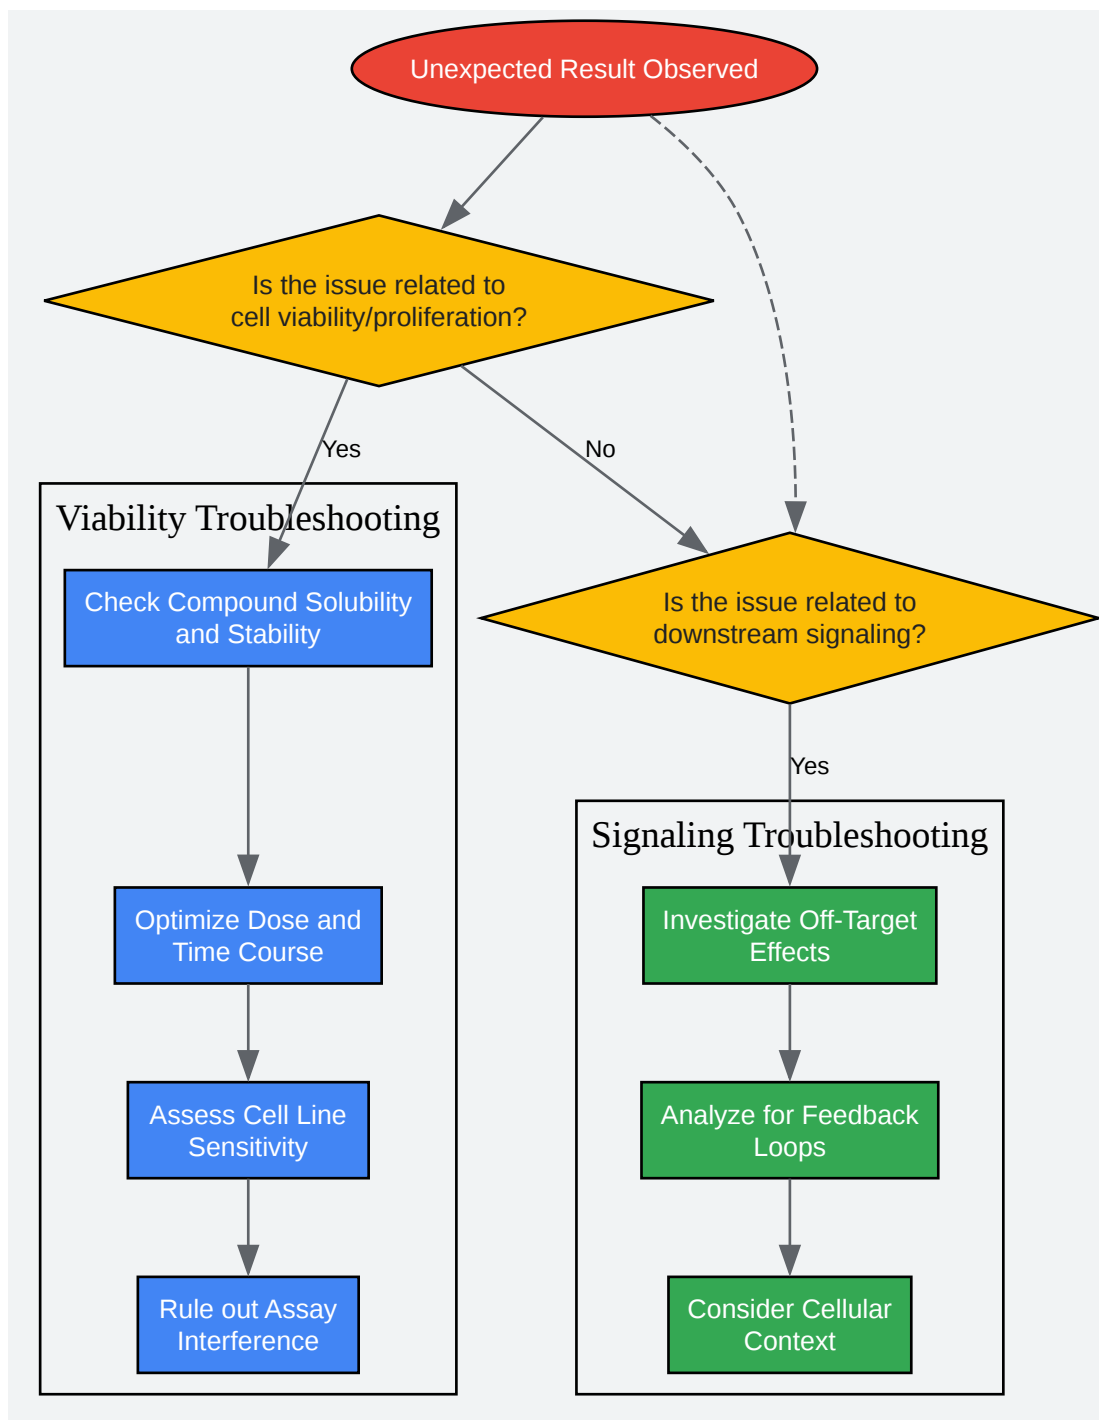 Unexpected Result Observed
Is the issue related to
cell viability/proliferation?
Yes
No
Viability Troubleshooting
Check Compound Solubility
and Stability
Optimize Dose and
Time Course
Assess Cell Line
Sensitivity
Rule out Assay
Interference
Is the issue related to
downstream signaling?
Yes
Signaling Troubleshooting
Investigate Off-Target
Effects
Analyze for Feedback
Loops
Consider Cellular
Context